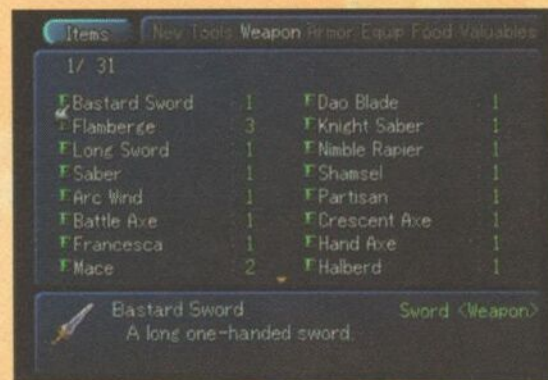 Items New Tools Weapon Armor Equip Food Valuables
1/ 31
Bastard Sword 1 Dao Blade 1
Flamberge 3 Knight Saber 1
Long Sword 1 Nimble Rapier 1
Saber 1 Shamsel 1
Arc Wind 1 Partisan 1
Battle Axe 1 Crescent Axe 1
Francesca 1 Hand Axe 1
Mace 2 Halberd 1
Bastard Sword Sword <Weapon>
A long one-handed sword.